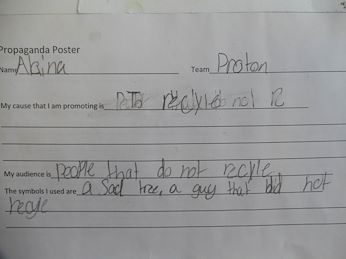 Propaganda Poster
Name Alaina Team Proton
My cause that I am promoting is To
My audience is people that do not recyle
The symbols I used are a sad tree, a guy that did not
recyle